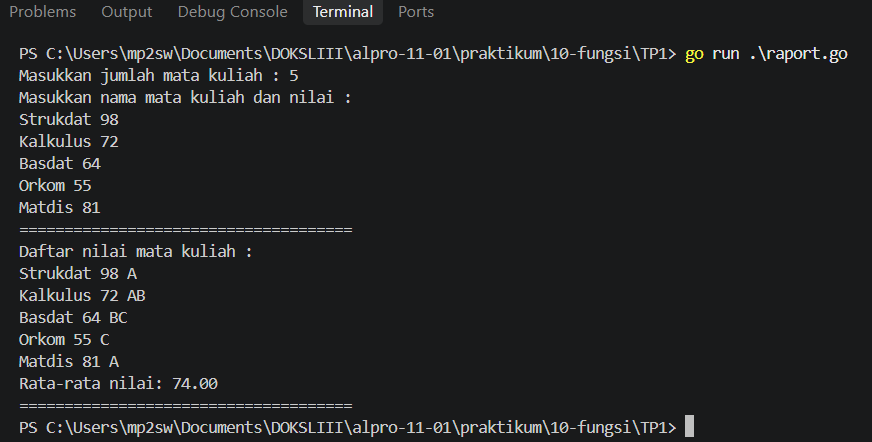 Problems Output Debug Console Terminal Ports
PS C:\Users\mp2sw\Documents\DOKSLIII\alpro-11-01\praktikum\10-fungsi\TP1> go run .\raport.go
Masukkan jumlah mata kuliah : 5
Masukkan nama mata kuliah dan nilai :
Strukdat 98
Kalkulus 72
Basdat 64
Orkom 55
Matdis 81
=====================================
Daftar nilai mata kuliah :
Strukdat 98 A
Kalkulus 72 AB
Basdat 64 BC
Orkom 55 C
Matdis 81 A
Rata-rata nilai: 74.00
=====================================
PS C:\Users\mp2sw\Documents\DOKSLIII\alpro-11-01\praktikum\10-fungsi\TP1>